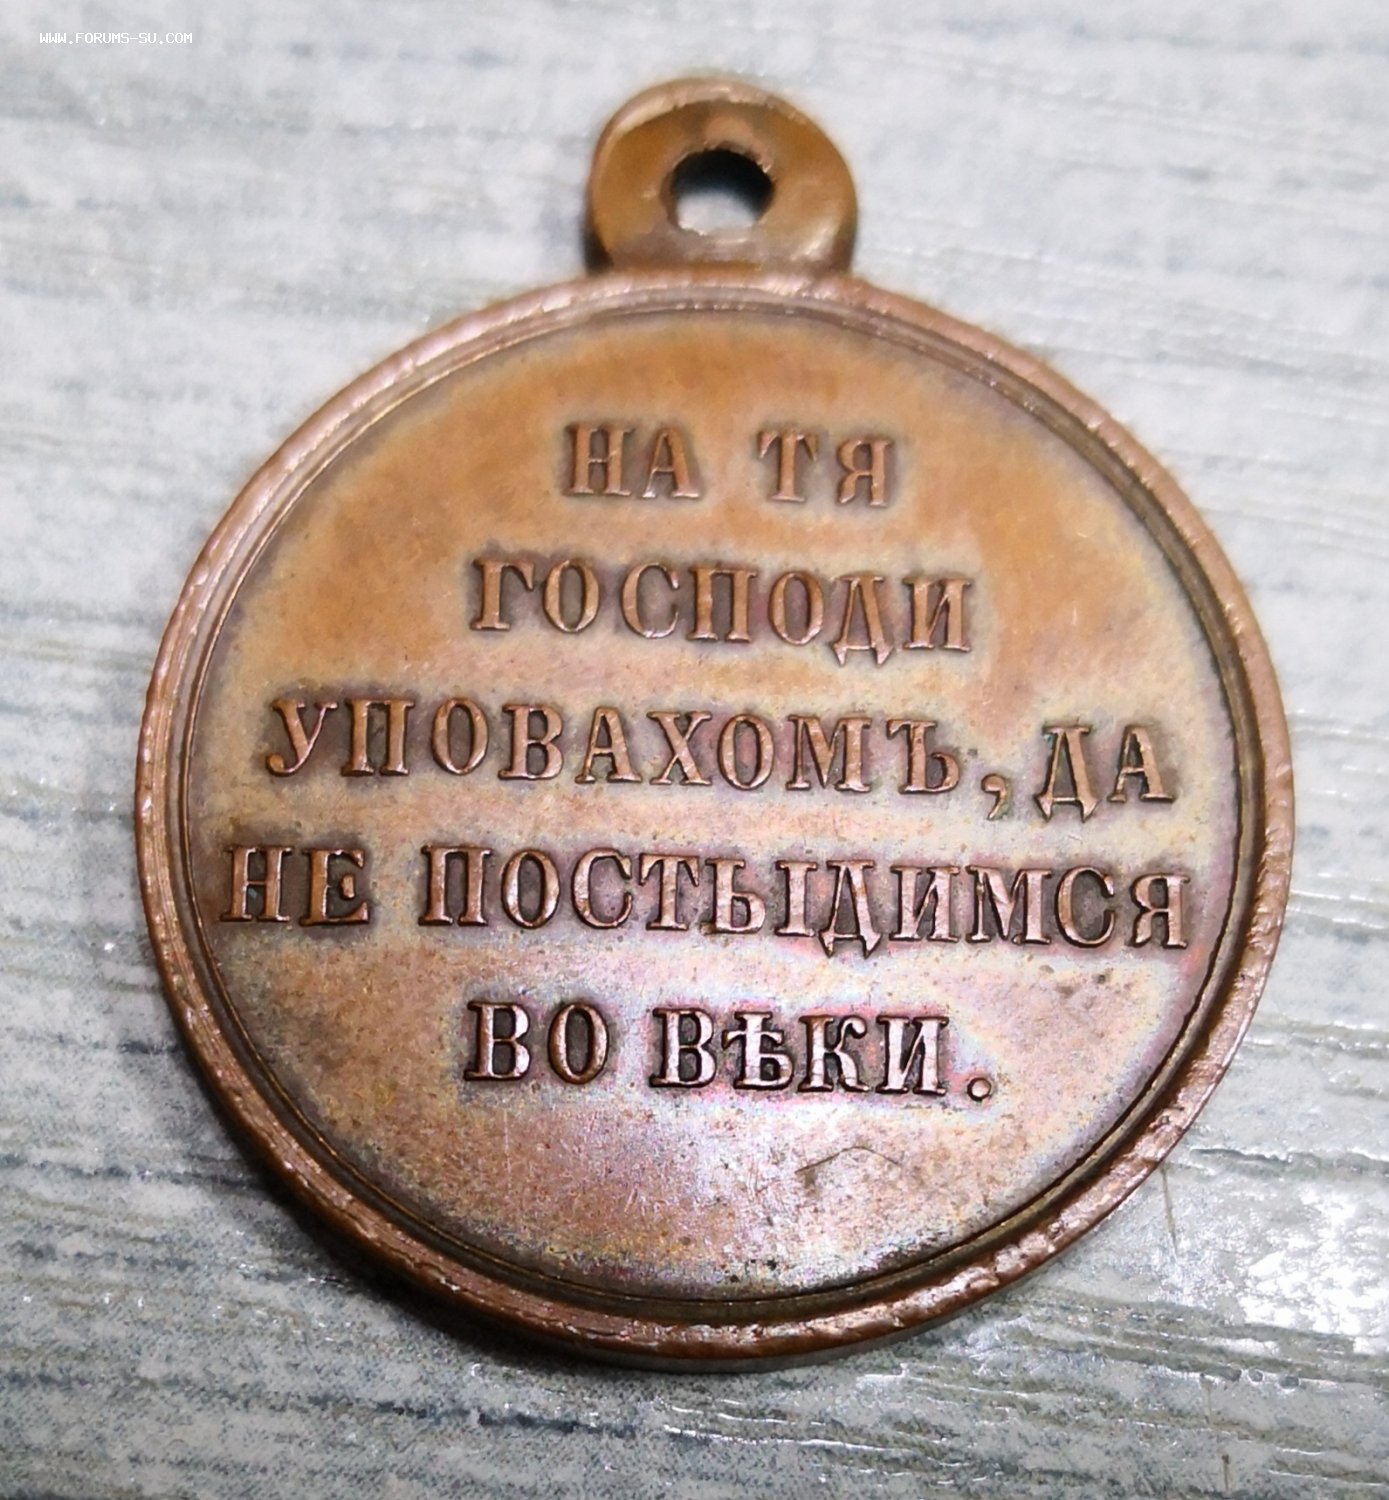 WWW.FORUMS-SU.COM
НА ТЯ
ГОСПОДИ
УПОВАХОМЪ, ДА
НЕ ПОСТЫДИМСЯ
ВО ВѢКИ.